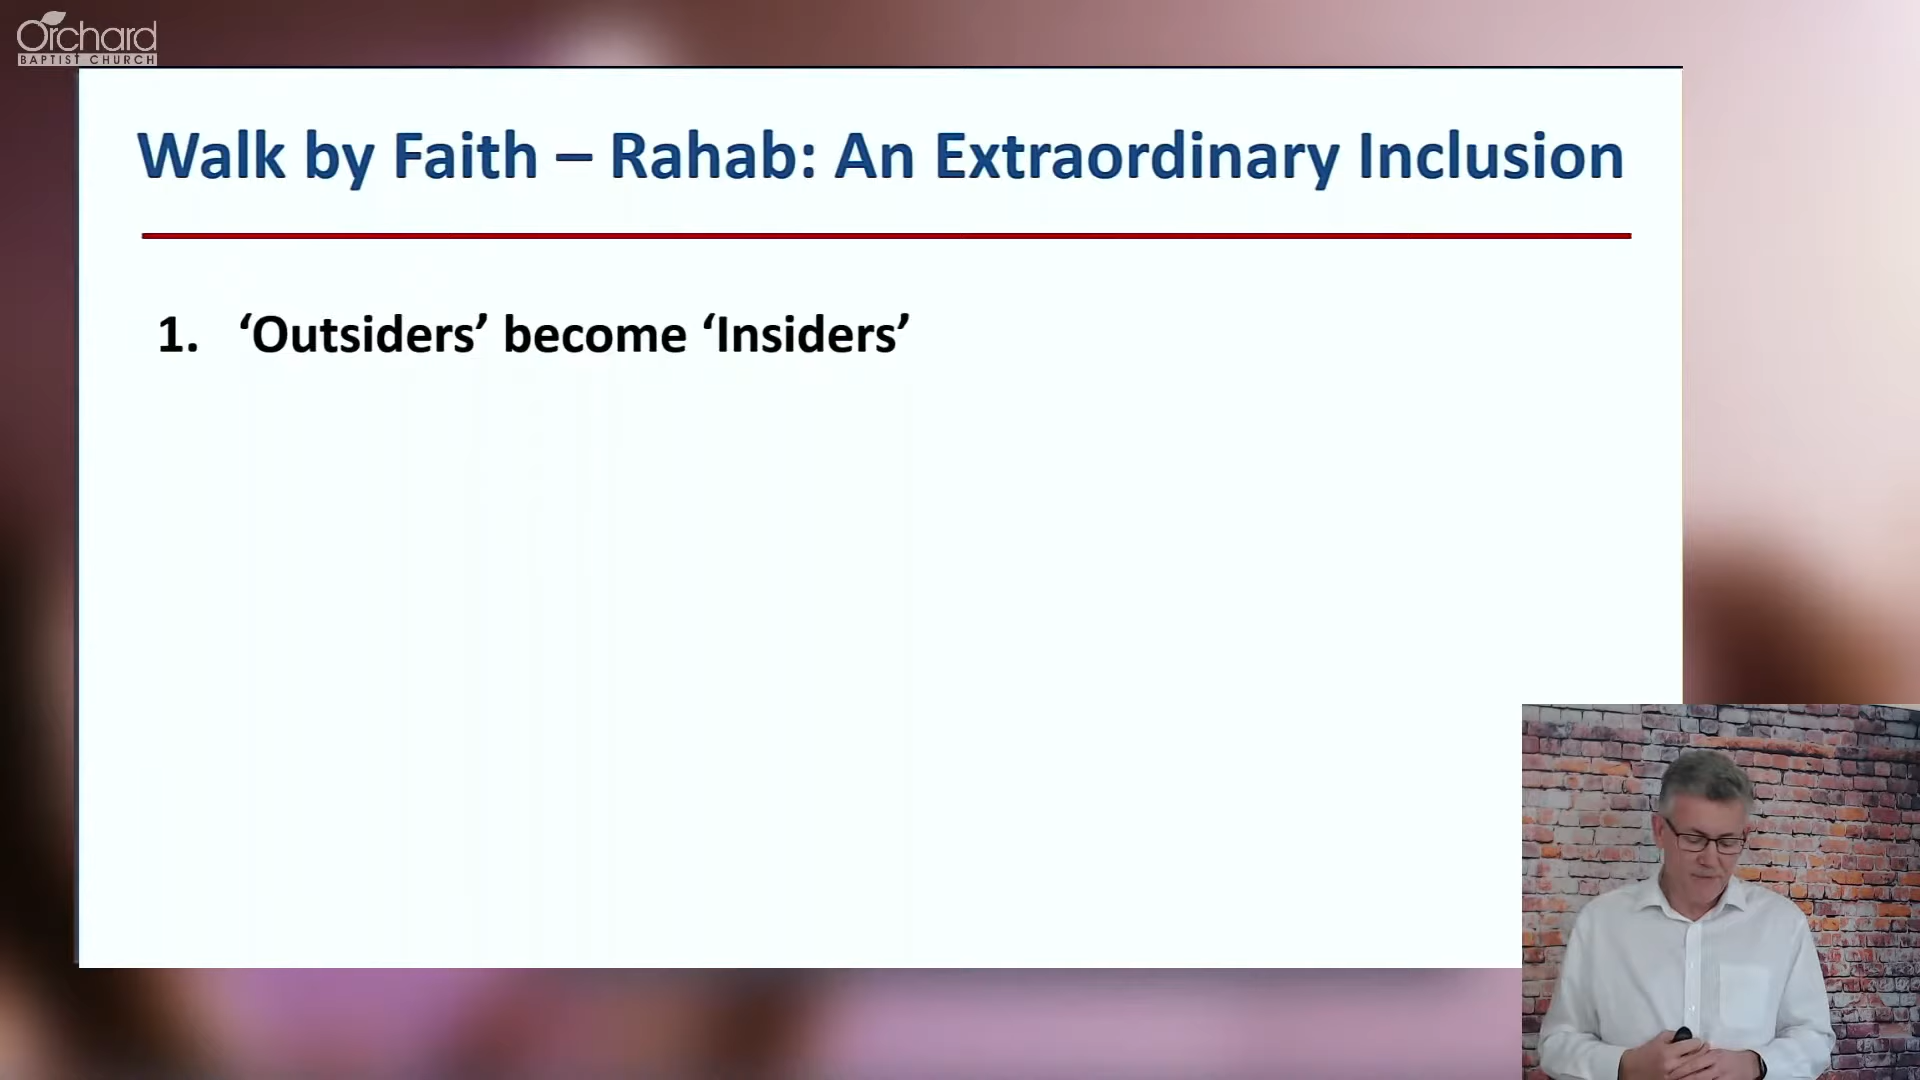 Orchard
BAPTIST CHURCH
Walk by Faith – Rahab: An Extraordinary Inclusion
1. ‘Outsiders’ become ‘Insiders’